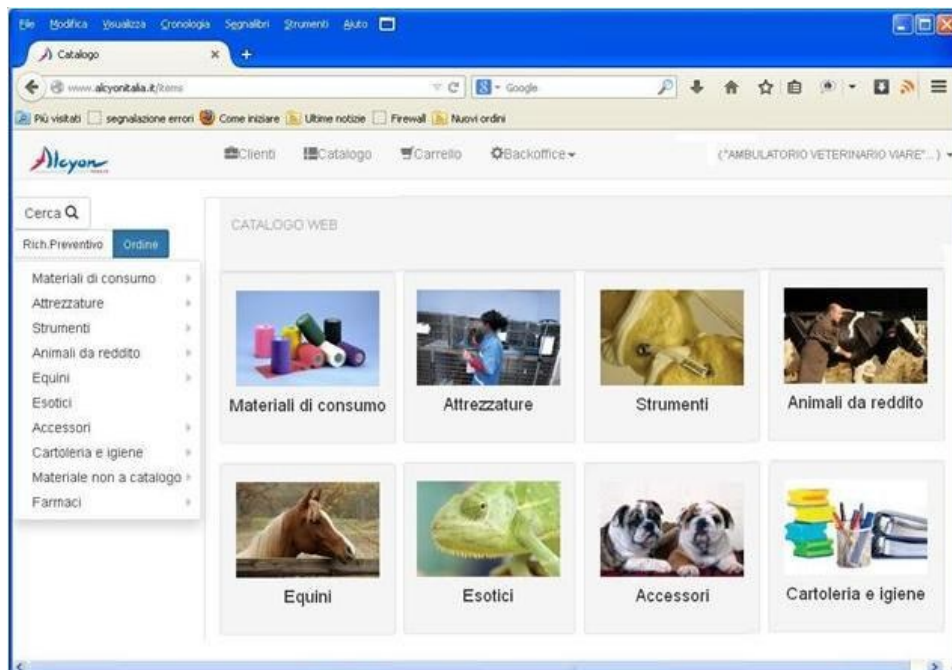 File Modifica Visualizza Cronologia Segnalibri Strumenti Aiuto
Catalogo
www.alcyonitalia.it/items
Google
Più visitati segnalazione errori Come iniziare Ultime notizie Firewall Nuovi ordini
Alcyon Clienti Catalogo Carrello Backoffice ("AMBULATORIO VETERINARIO VIARE"...)
Cerca
CATALOGO WEB
Rich.Preventivo Ordine
Materiali di consumo
Attrezzature
Strumenti
Animali da reddito
Equini
Esotici
Accessori
Cartoleria e igiene
Materiale non a catalogo
Farmaci
Materiali di consumo Attrezzature Strumenti Animali da reddito
Equini Esotici Accessori Cartoleria e igiene